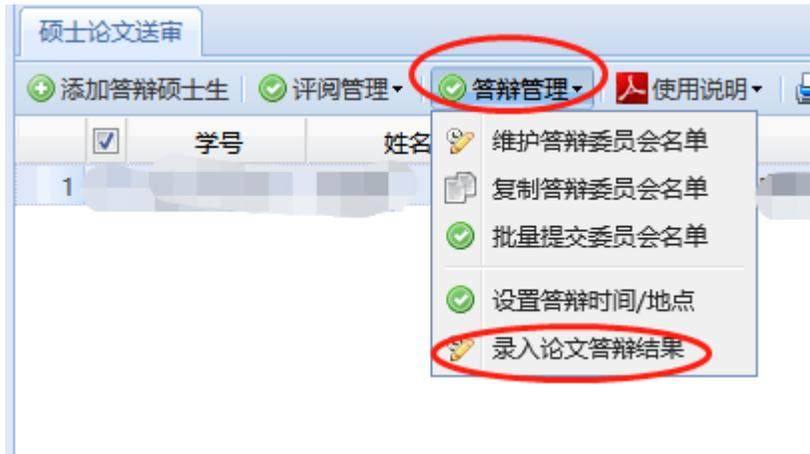 硕士论文送审
添加答辩硕士生 评阅管理 答辩管理 使用说明
学号 姓名
1
维护答辩委员会名单
复制答辩委员会名单
批量提交委员会名单
设置答辩时间/地点
录入论文答辩结果